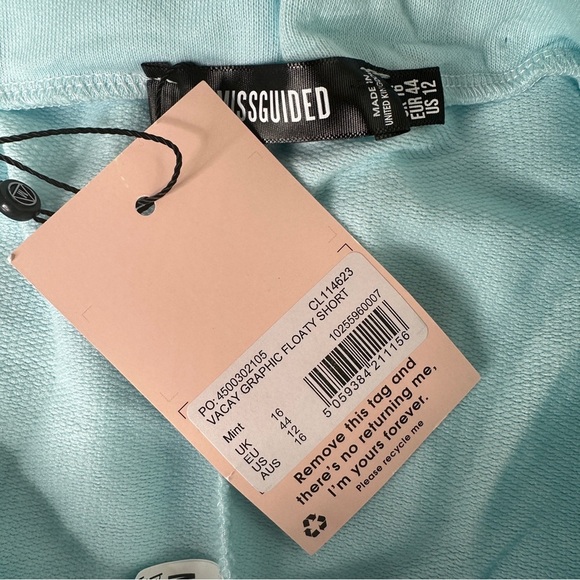 MISSGUIDED
MADE IN
UNITED KINGDOM
16
EUR 44
US 12
PO:4500302105
CL114623
VACAY GRAPHIC FLOATY SHORT
10255960007
Mint
UK 16
EU 44
US 12
AUS 16
5 059384 211156
Remove this tag and
there's no returning me,
I'm yours forever.
Please recycle me